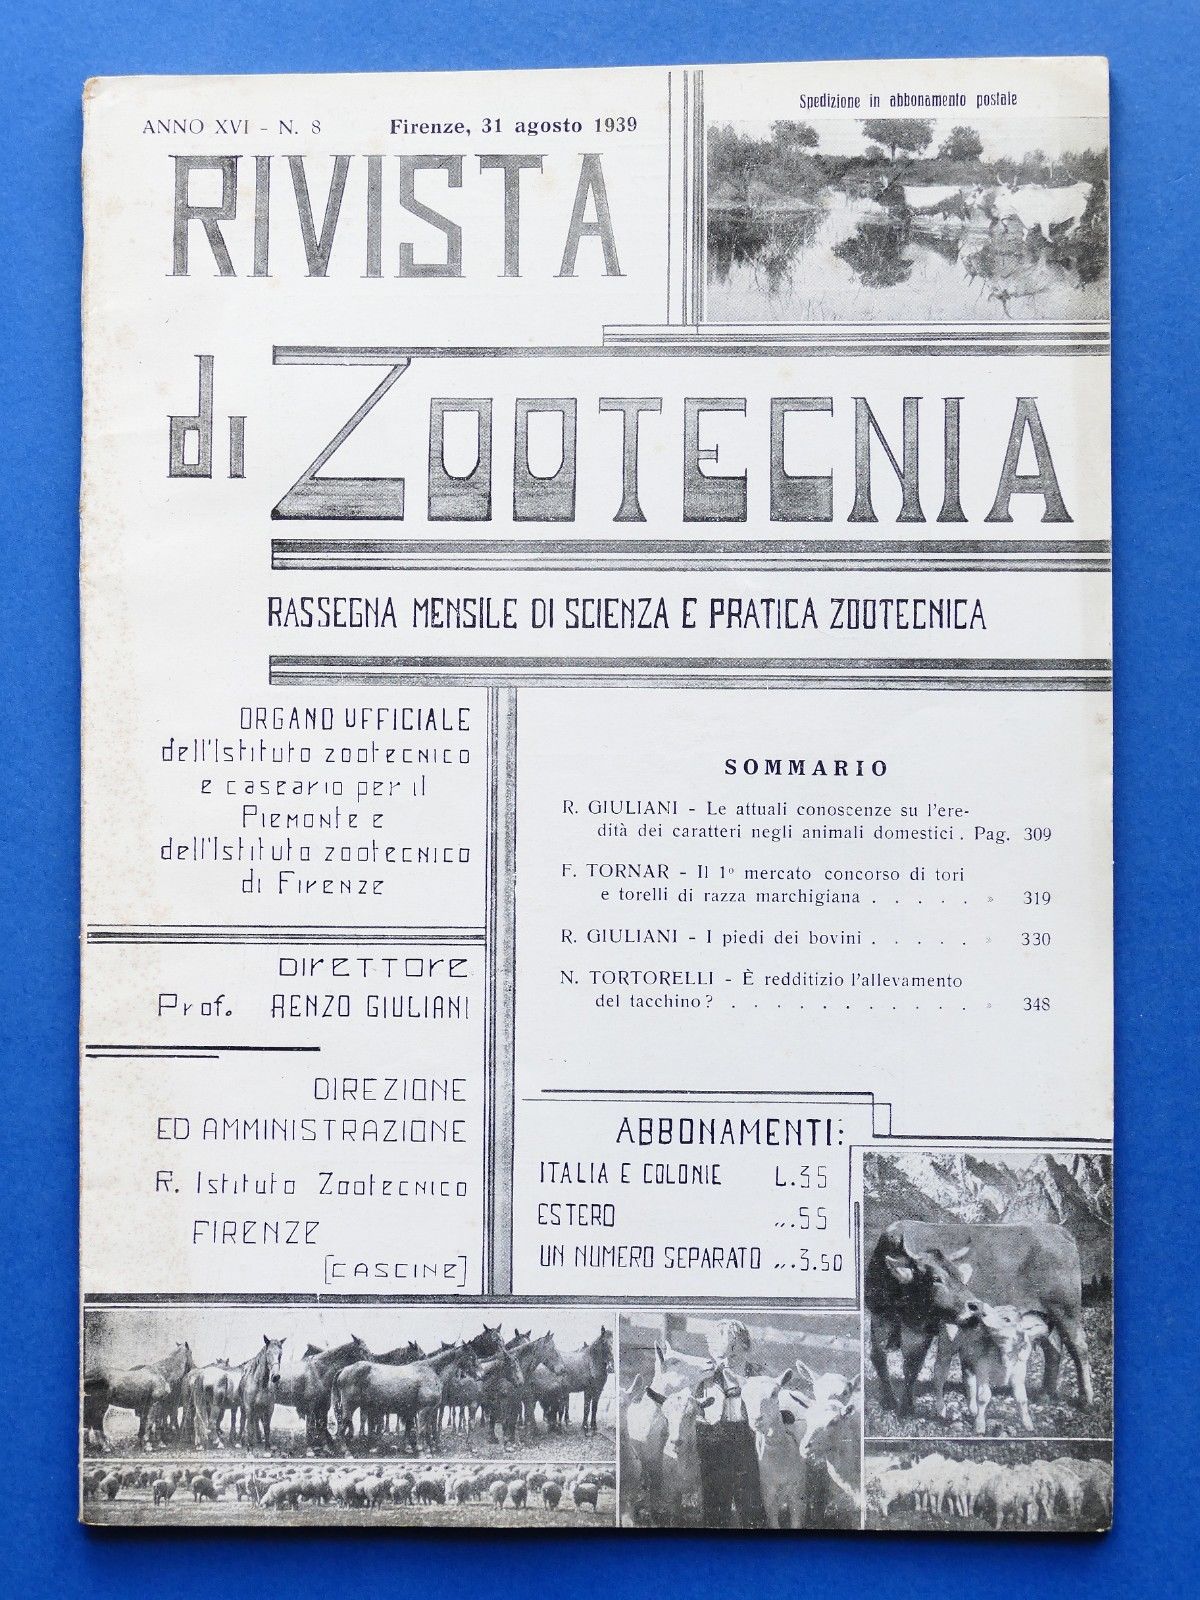 Spedizione in abbonamento postale
ANNO XVI - N. 8 Firenze, 31 agosto 1939
RIVISTA
di ZOOTECNIA
RASSEGNA MENSILE DI SCIENZA E PRATICA ZOOTECNICA
ORGANO UFFICIALE
dell'Istituto zootecnico
e caseario per il
Piemonte e
dell'Istituto zootecnico
di Firenze
DIRETTORE
Prof. RENZO GIULIANI
DIREZIONE
ED AMMINISTRAZIONE
R. Istituto Zootecnico
FIRENZE
[CASCINE]
SOMMARIO
R. GIULIANI - Le attuali conoscenze su l'ere-
dità dei caratteri negli animali domestici . Pag. 309
F. TORNAR - Il 1º mercato concorso di tori
e torelli di razza marchigiana . . . . . » 319
R. GIULIANI - I piedi dei bovini . . . . . » 330
N. TORTORELLI - È redditizio l'allevamento
del tacchino ? . . . . . . . . . . . » 348
ABBONAMENTI:
ITALIA E COLONIE L.35
ESTERO ,,.55
UN NUMERO SEPARATO ,,.3.50